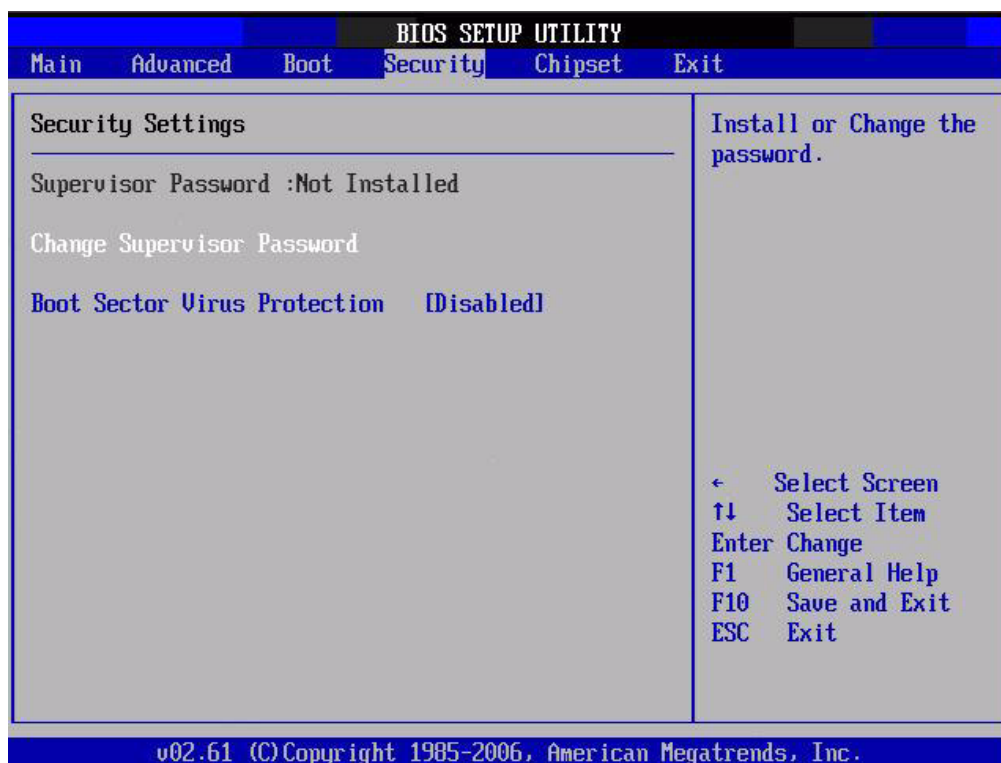 BIOS SETUP UTILITY
Main Advanced Boot Security Chipset Exit
Security Settings
Supervisor Password :Not Installed
Change Supervisor Password
Boot Sector Virus Protection [Disabled]
Install or Change the
password.
← Select Screen
↑↓ Select Item
Enter Change
F1 General Help
F10 Save and Exit
ESC Exit
v02.61 (C)Copyright 1985-2006, American Megatrends, Inc.